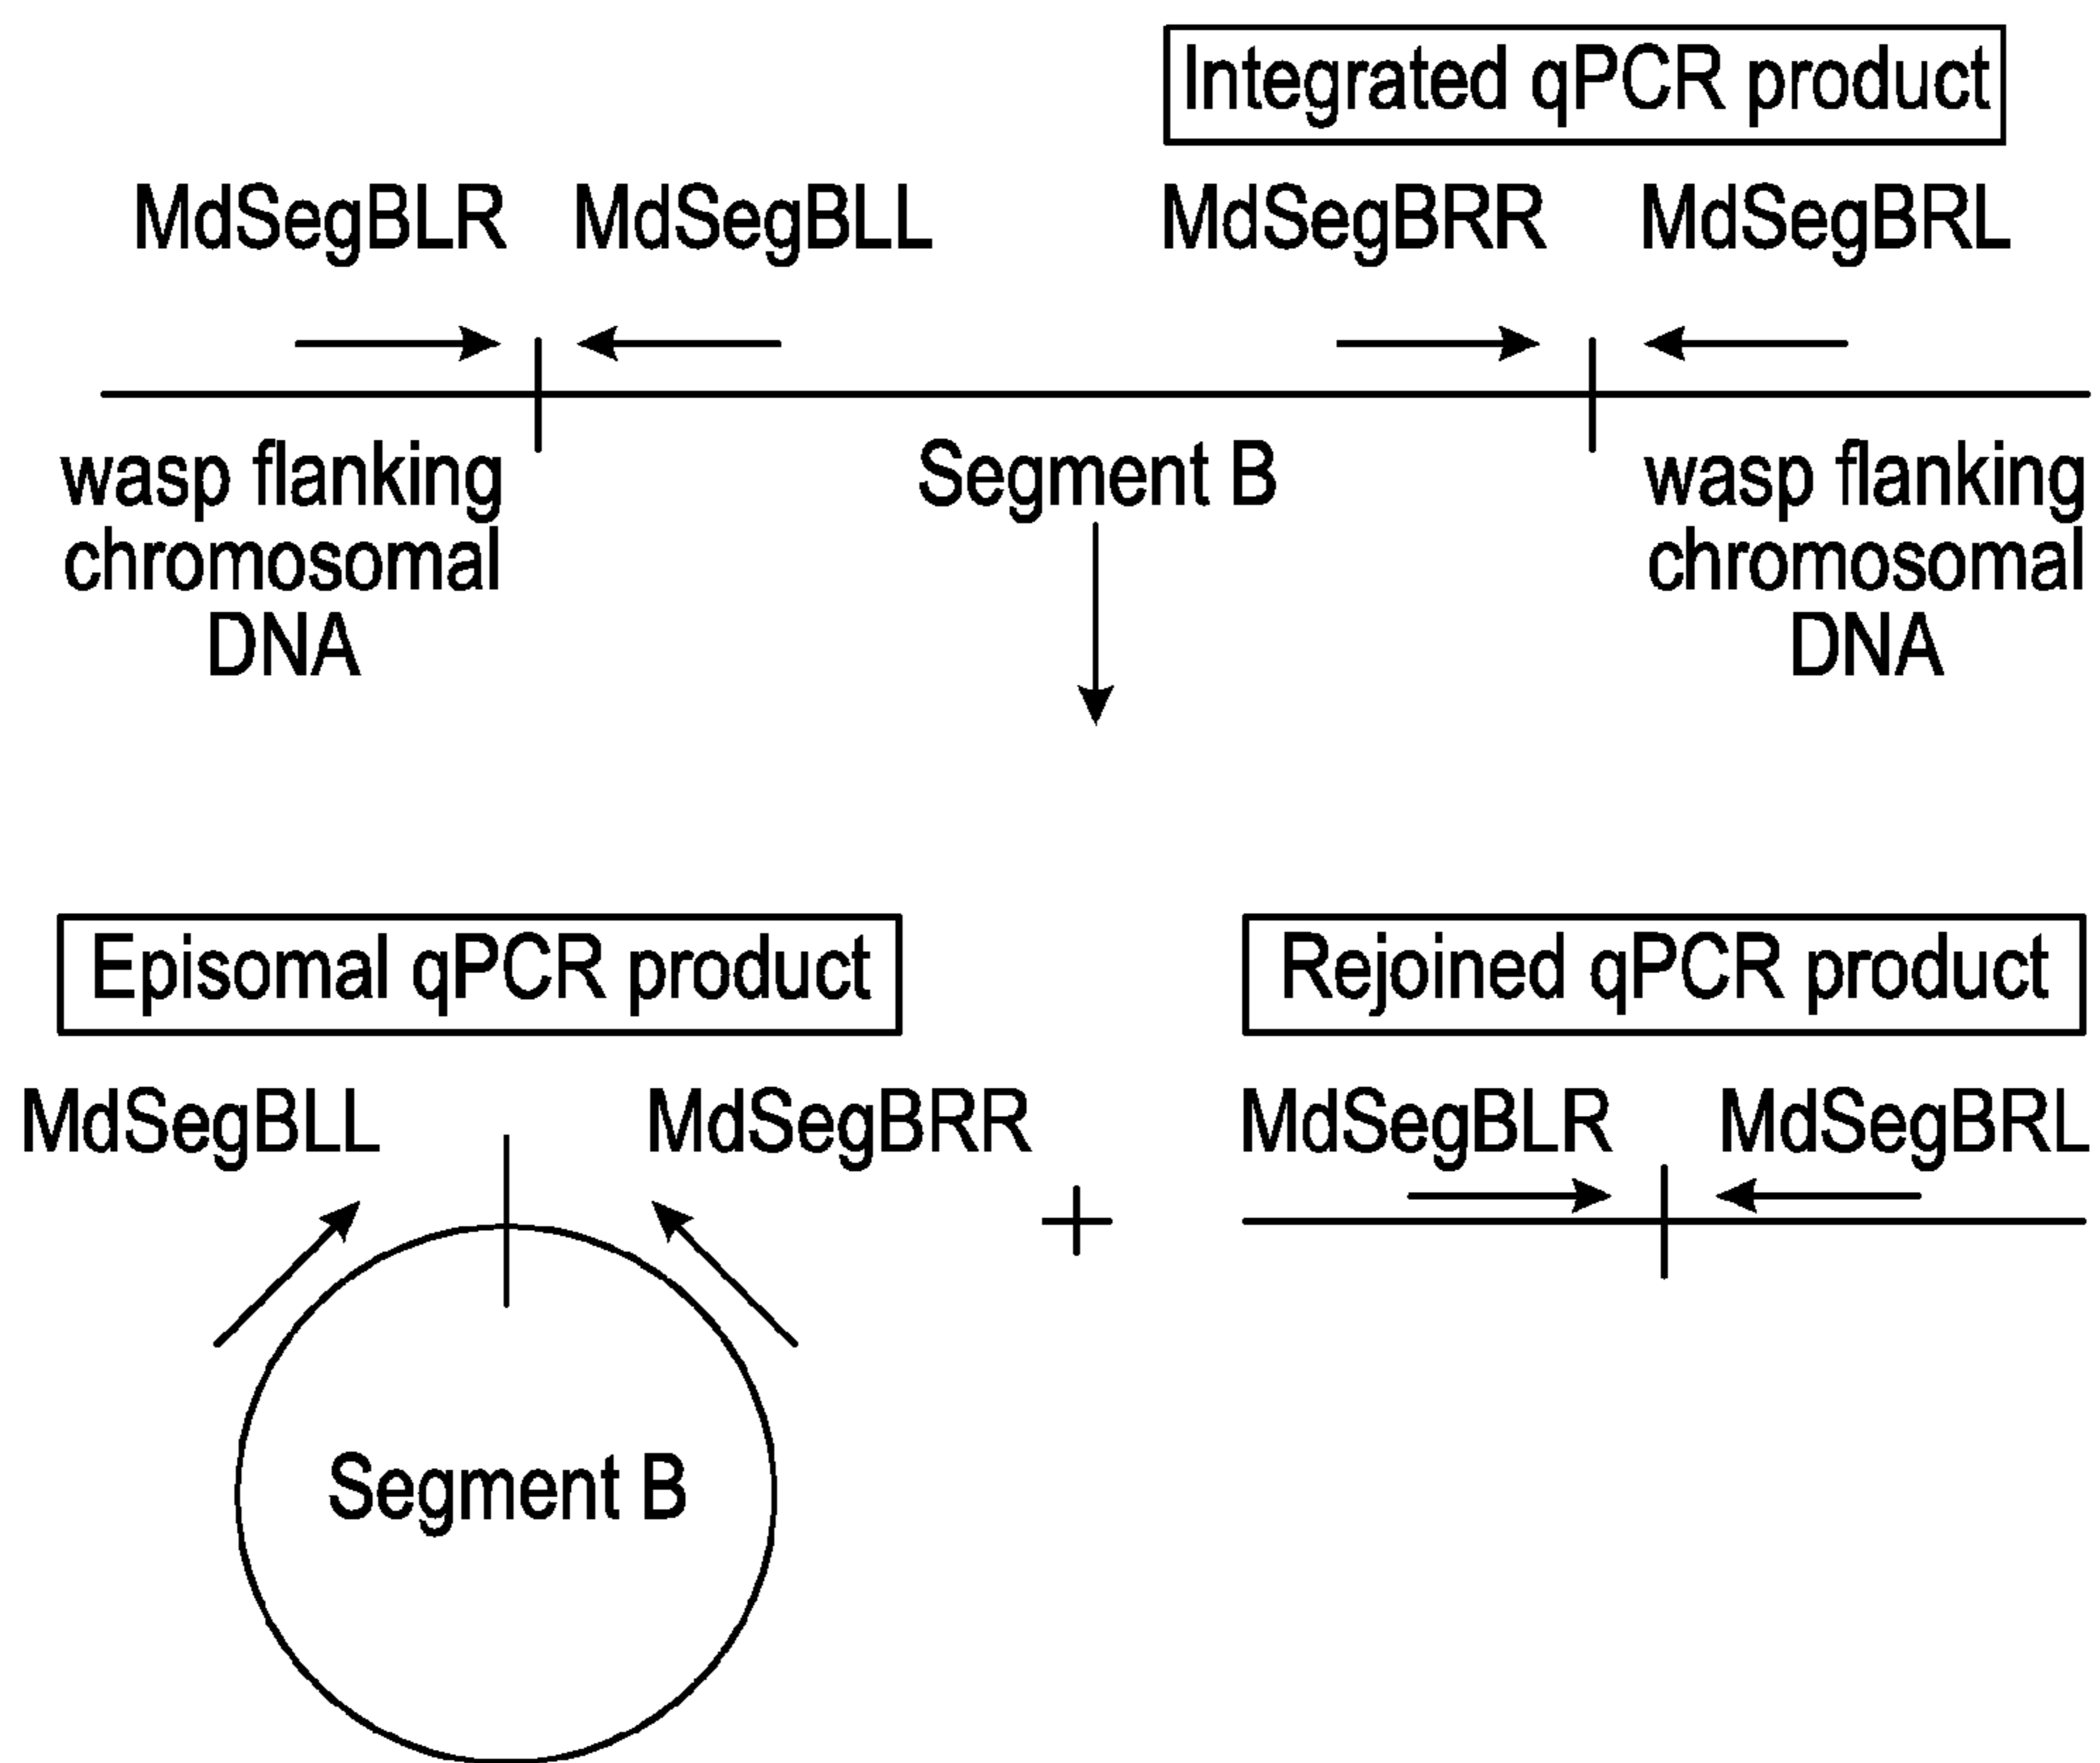 Integrated qPCR product
MdSegBLR MdSegBLL MdSegBRR MdSegBRL
wasp flanking
chromosomal
DNA
Segment B
wasp flanking
chromosomal
DNA
Episomal qPCR product
MdSegBLL MdSegBRR
Segment B
+
Rejoined qPCR product
MdSegBLR MdSegBRL